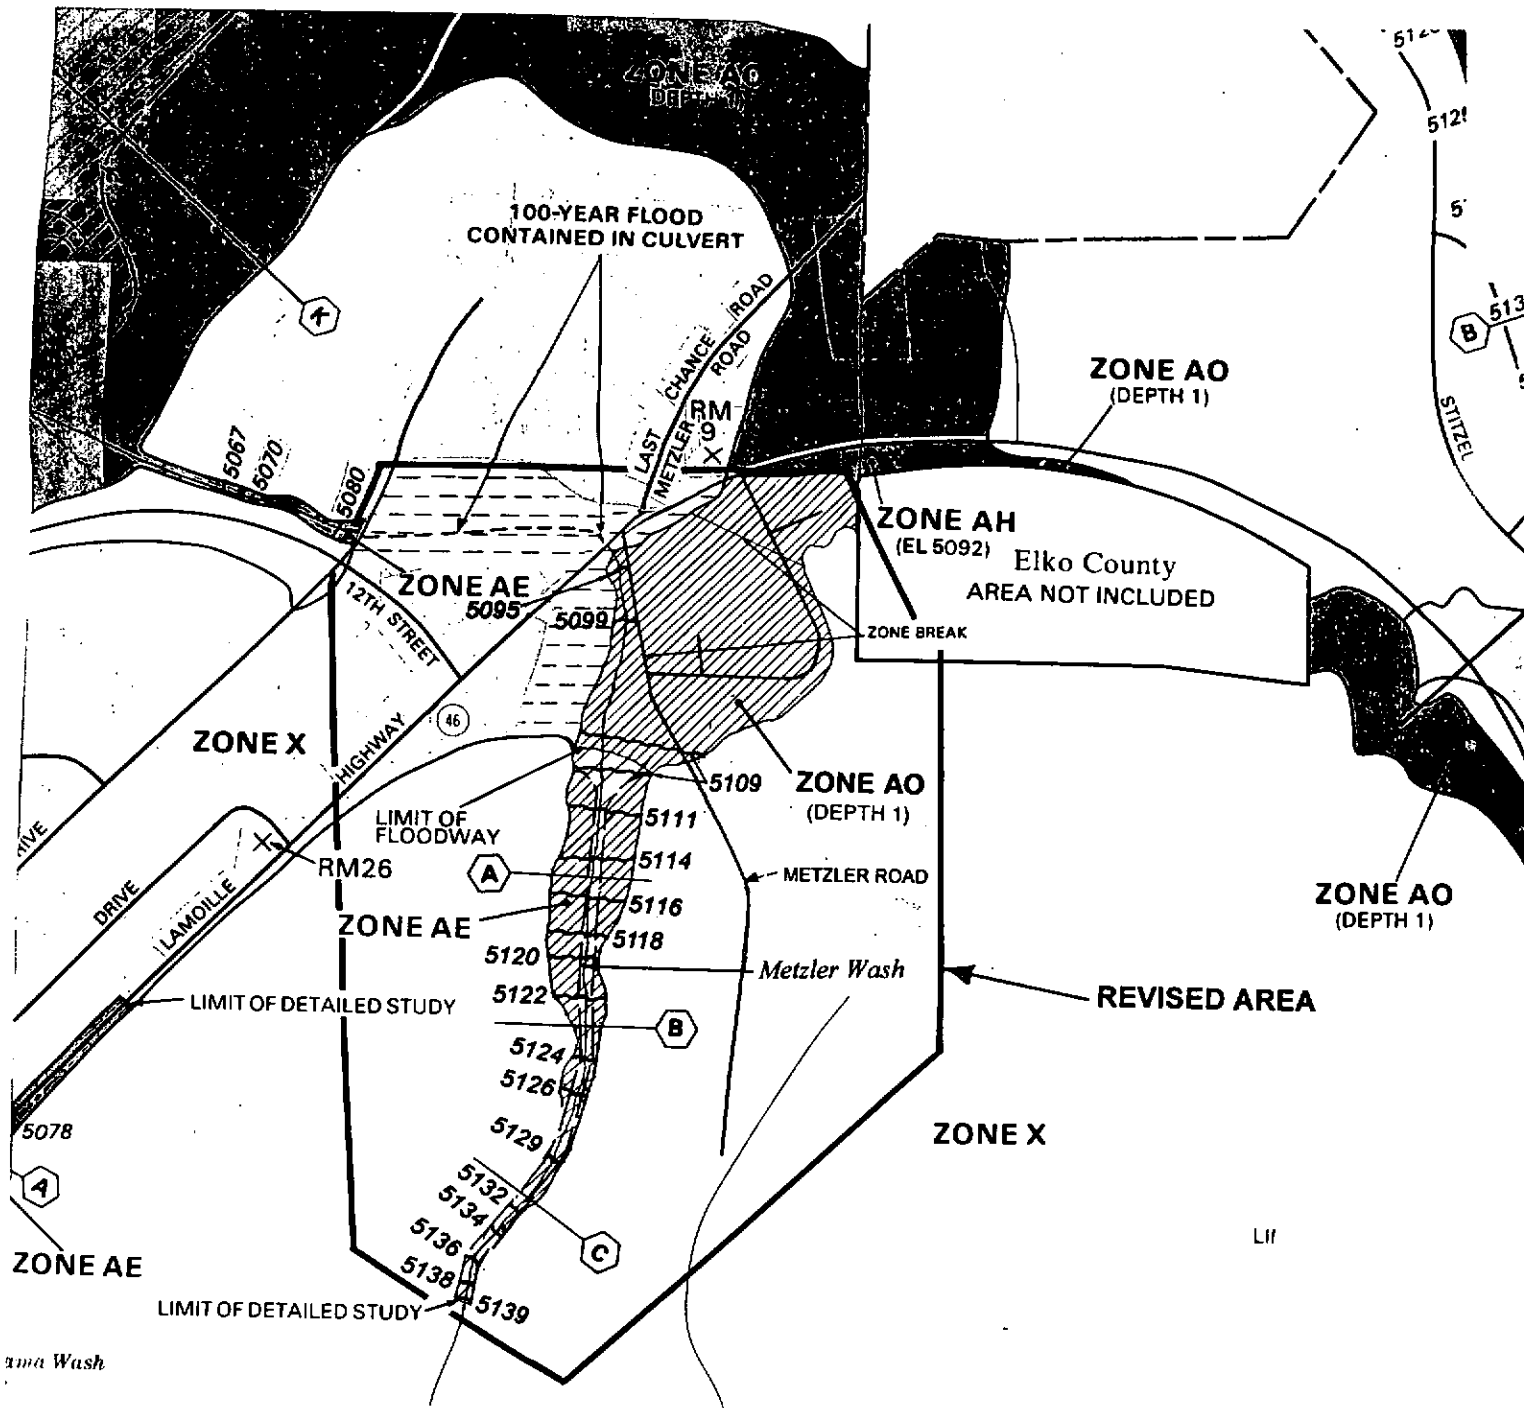 ZONE AO
DEPTH 1)
100-YEAR FLOOD
CONTAINED IN CULVERT
K
LAST CHANCE ROAD
METZLER ROAD
RM
9
5067
5070
5080
5128
B
STITZEL
ZONE AO
(DEPTH 1)
ZONE AH
(EL 5092)
Elko County
AREA NOT INCLUDED
ZONE AE
5095
5099
12TH STREET
ZONE BREAK
46
ZONE X
HIGHWAY
LAMOILLE
DRIVE
LIMIT OF
FLOODWAY
RM26
ZONE AO
(DEPTH 1)
5109
5111
5114
A
5116
METZLER ROAD
ZONE AE
5118
5120
Metzler Wash
5122
B
LIMIT OF DETAILED STUDY
REVISED AREA
ZONE AO
(DEPTH 1)
5124
5126
5129
5078
A
ZONE AE
ZONE X
5132
5134
5136
C
5138
5139
LIMIT OF DETAILED STUDY